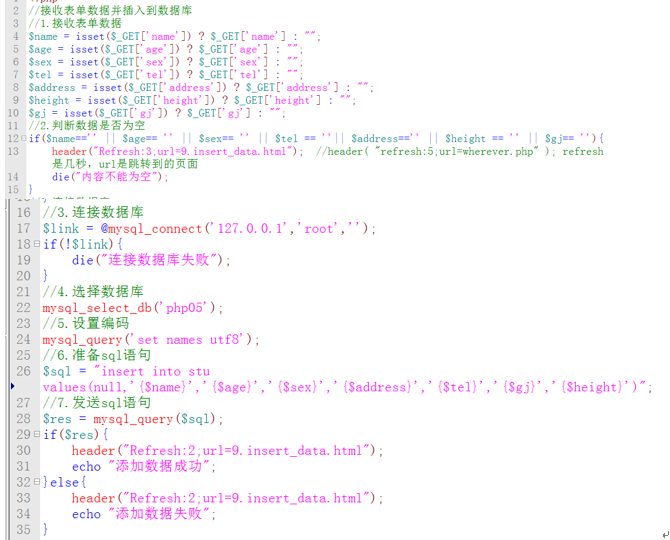 1
2 //接收表单数据并插入到数据库
3 //1.接收表单数据
4 $name = isset($_GET['name']) ? $_GET['name'] : "";
5 $age = isset($_GET['age']) ? $_GET['age'] : "";
6 $sex = isset($_GET['sex']) ? $_GET['sex'] : "";
7 $tel = isset($_GET['tel']) ? $_GET['tel'] : "";
8 $address = isset($_GET['address']) ? $_GET['address'] : "";
9 $height = isset($_GET['height']) ? $_GET['height'] : "";
10 $gj = isset($_GET['gj']) ? $_GET['gj'] : "";
11 //2.判断数据是否为空
12 if($name=='' || $age== '' || $sex== '' || $tel == ''|| $address=='' || $height == '' || $gj== ''){
13 header("Refresh:3;url=9.insert_data.html"); //header( "refresh:5;url=wherever.php" ); refresh
是几秒，url是跳转到的页面
14 die("内容不能为空");
15 }
16 //3.连接数据库
17 $link = @mysql_connect('127.0.0.1','root','');
18 if(!$link){
19 die("连接数据库失败");
20 }
21 //4.选择数据库
22 mysql_select_db('php05');
23 //5.设置编码
24 mysql_query('set names utf8');
25 //6.准备sql语句
26 $sql = "insert into stu
values(null,'{$name}','{$age}','{$sex}','{$address}','{$tel}','{$gj}','{$height}')";
27 //7.发送sql语句
28 $res = mysql_query($sql);
29 if($res){
30 header("Refresh:2;url=9.insert_data.html");
31 echo "添加数据成功";
32 }else{
33 header("Refresh:2;url=9.insert_data.html");
34 echo "添加数据失败";
35 }